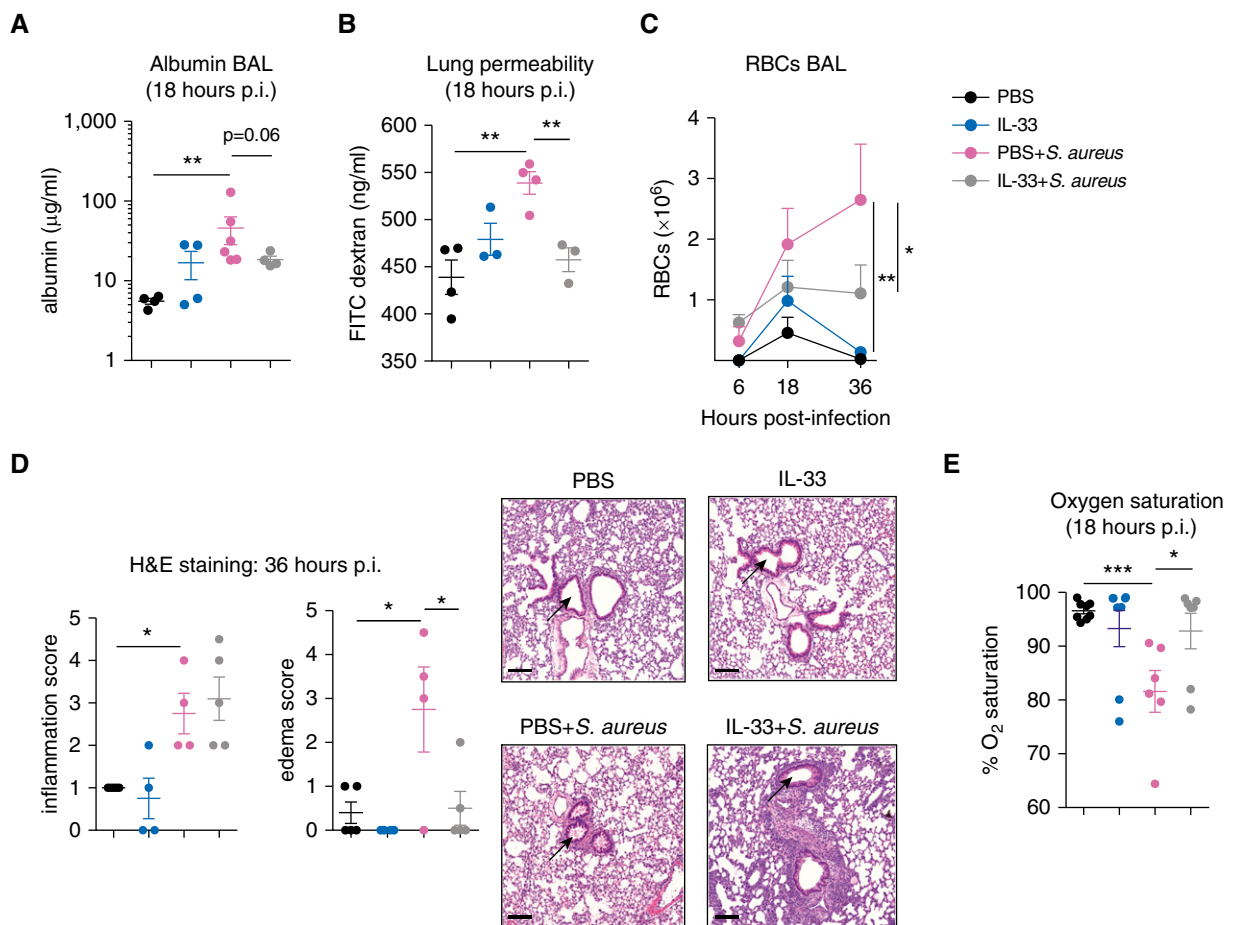 A
Albumin BAL
(18 hours p.i.)
albumin (μg/ml)
1,000
100
10
1
**
p=0.06
B
Lung permeability
(18 hours p.i.)
FITC dextran (ng/ml)
600
550
500
450
400
350
**
**
C
RBCs BAL
RBCs (×10⁶)
4
3
2
1
6 18 36
Hours post-infection
**
*
PBS
IL-33
PBS+S. aureus
IL-33+S. aureus
D
H&E staining: 36 hours p.i.
inflammation score
5
4
3
2
1
0
*
edema score
5
4
3
2
1
0
*
*
PBS
IL-33
PBS+S. aureus
IL-33+S. aureus
E
Oxygen saturation
(18 hours p.i.)
% O₂ saturation
100
90
80
70
60
***
*